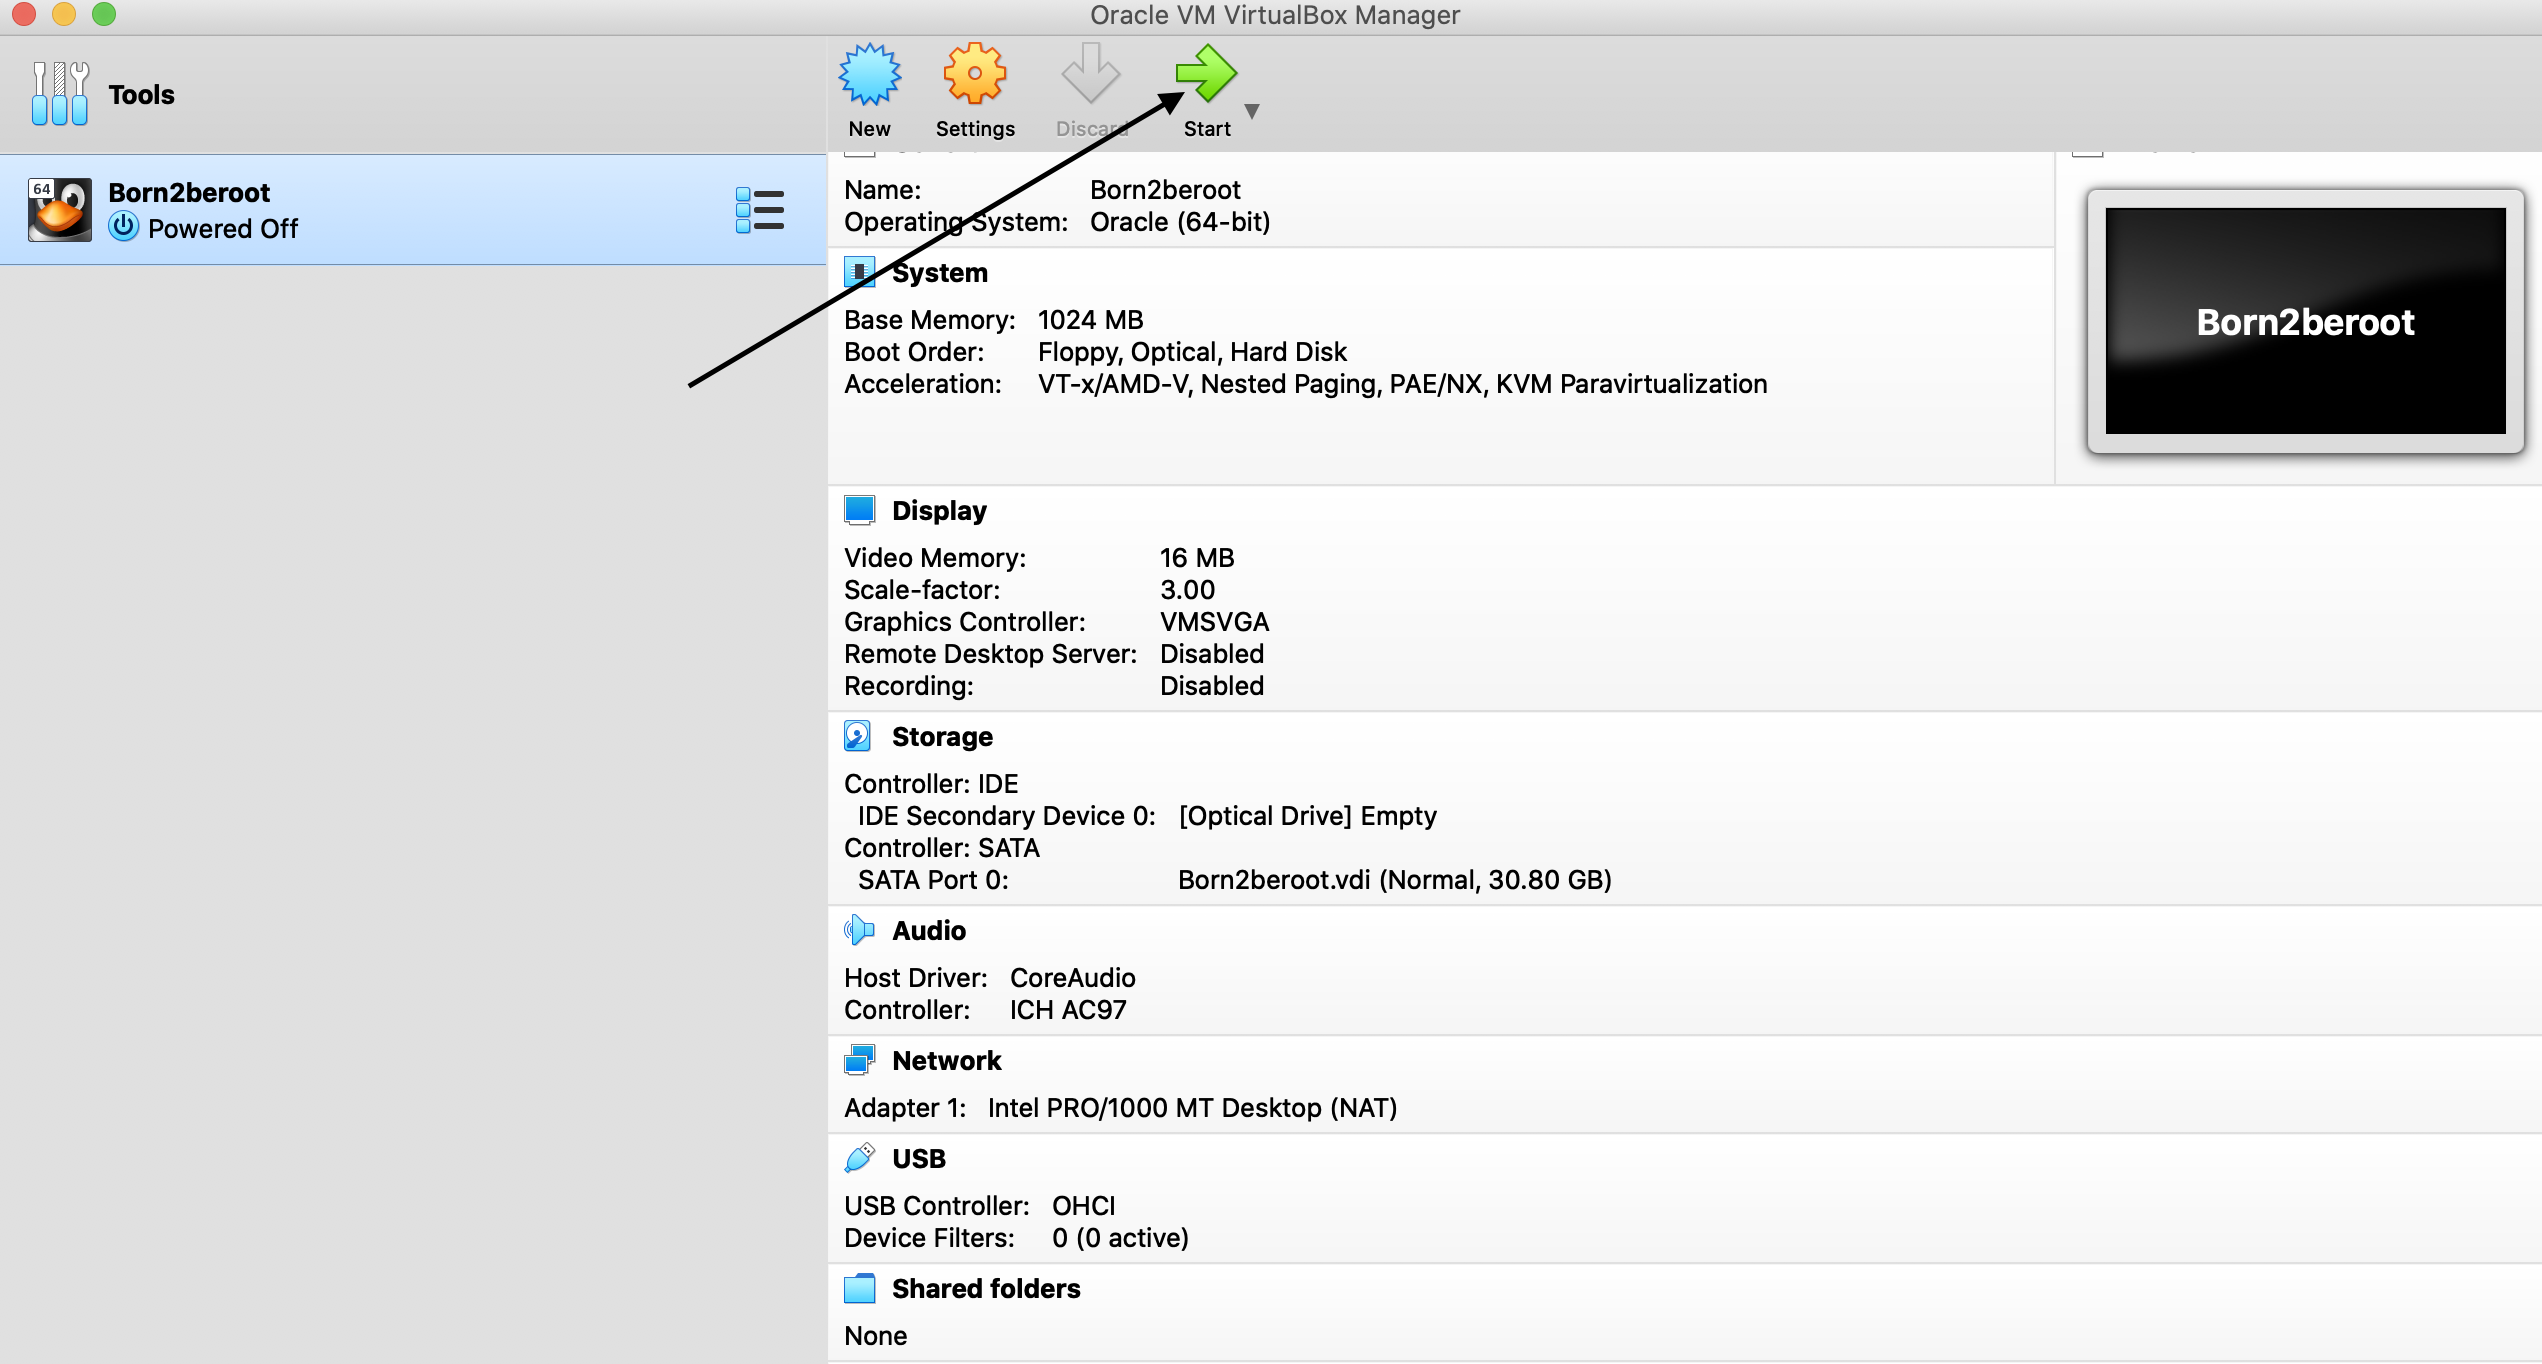 Oracle VM VirtualBox Manager
Tools
New
Settings
Discard
Start
64
Born2beroot
Powered Off
Name: Born2beroot
Operating System: Oracle (64-bit)
System
Base Memory: 1024 MB
Boot Order: Floppy, Optical, Hard Disk
Acceleration: VT-x/AMD-V, Nested Paging, PAE/NX, KVM Paravirtualization
Born2beroot
Display
Video Memory: 16 MB
Scale-factor: 3.00
Graphics Controller: VMSVGA
Remote Desktop Server: Disabled
Recording: Disabled
Storage
Controller: IDE
IDE Secondary Device 0: [Optical Drive] Empty
Controller: SATA
SATA Port 0: Born2beroot.vdi (Normal, 30.80 GB)
Audio
Host Driver: CoreAudio
Controller: ICH AC97
Network
Adapter 1: Intel PRO/1000 MT Desktop (NAT)
USB
USB Controller: OHCI
Device Filters: 0 (0 active)
Shared folders
None